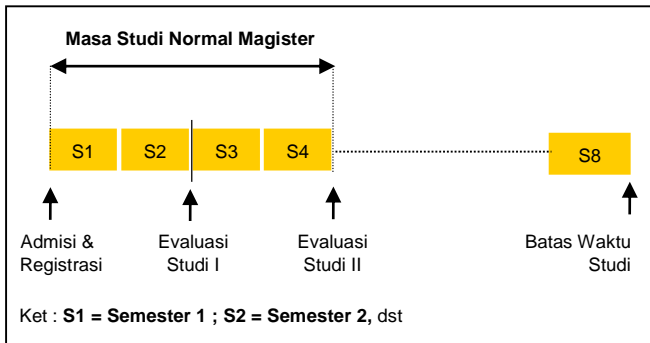 Masa Studi Normal Magister
S1 S2 S3 S4 S8
Admisi & Evaluasi Evaluasi Batas Waktu
Registrasi Studi I Studi II Studi
Ket : S1 = Semester 1 ; S2 = Semester 2, dst